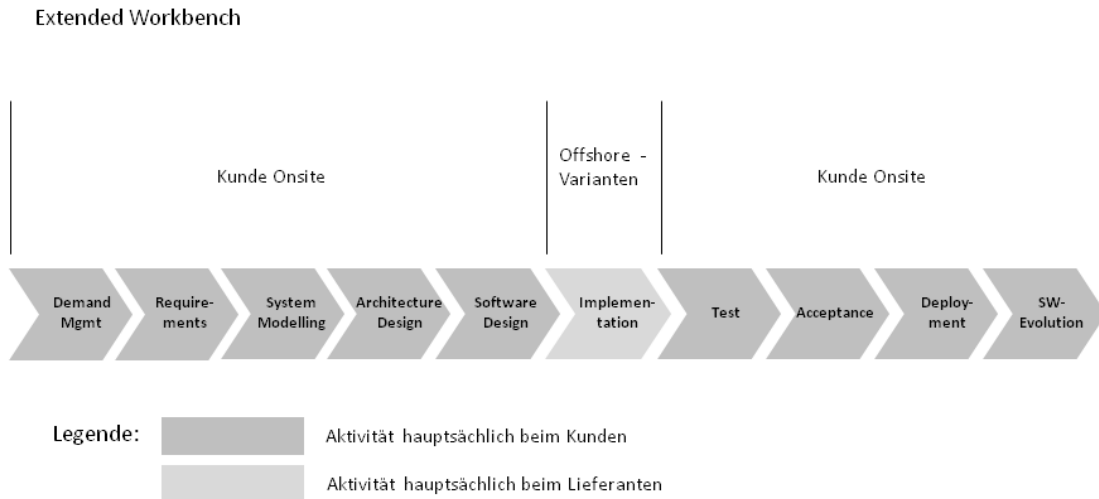 Extended Workbench
Kunde Onsite
Offshore -
Varianten
Kunde Onsite
Demand
Mgmt
Require-
ments
System
Modelling
Architecture
Design
Software
Design
Implemen-
tation
Test
Acceptance
Deploy-
ment
SW-
Evolution
Legende:
Aktivität hauptsächlich beim Kunden
Aktivität hauptsächlich beim Lieferanten